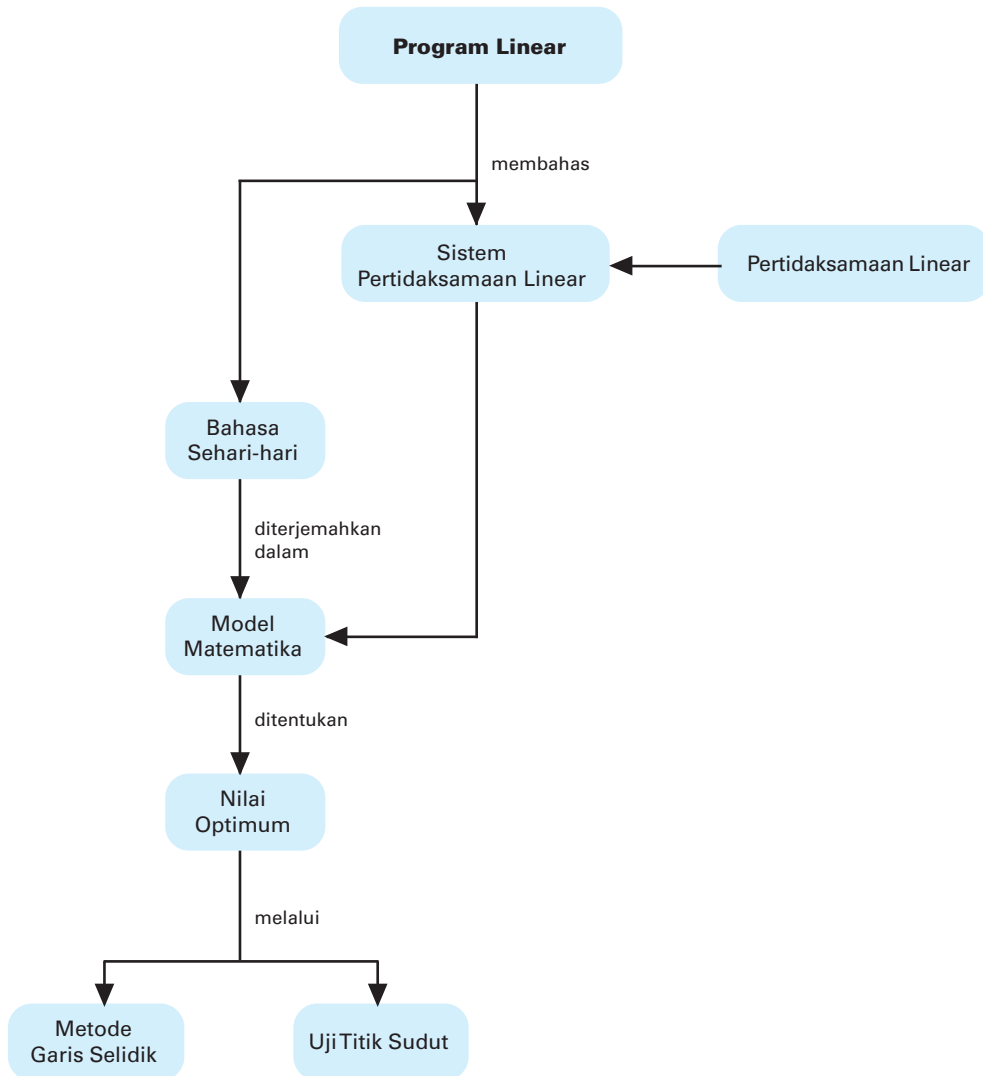 Program Linear
membahas
Sistem
Pertidaksamaan Linear
Pertidaksamaan Linear
Bahasa
Sehari-hari
diterjemahkan
dalam
Model
Matematika
ditentukan
Nilai
Optimum
melalui
Metode
Garis Selidik
Uji Titik Sudut